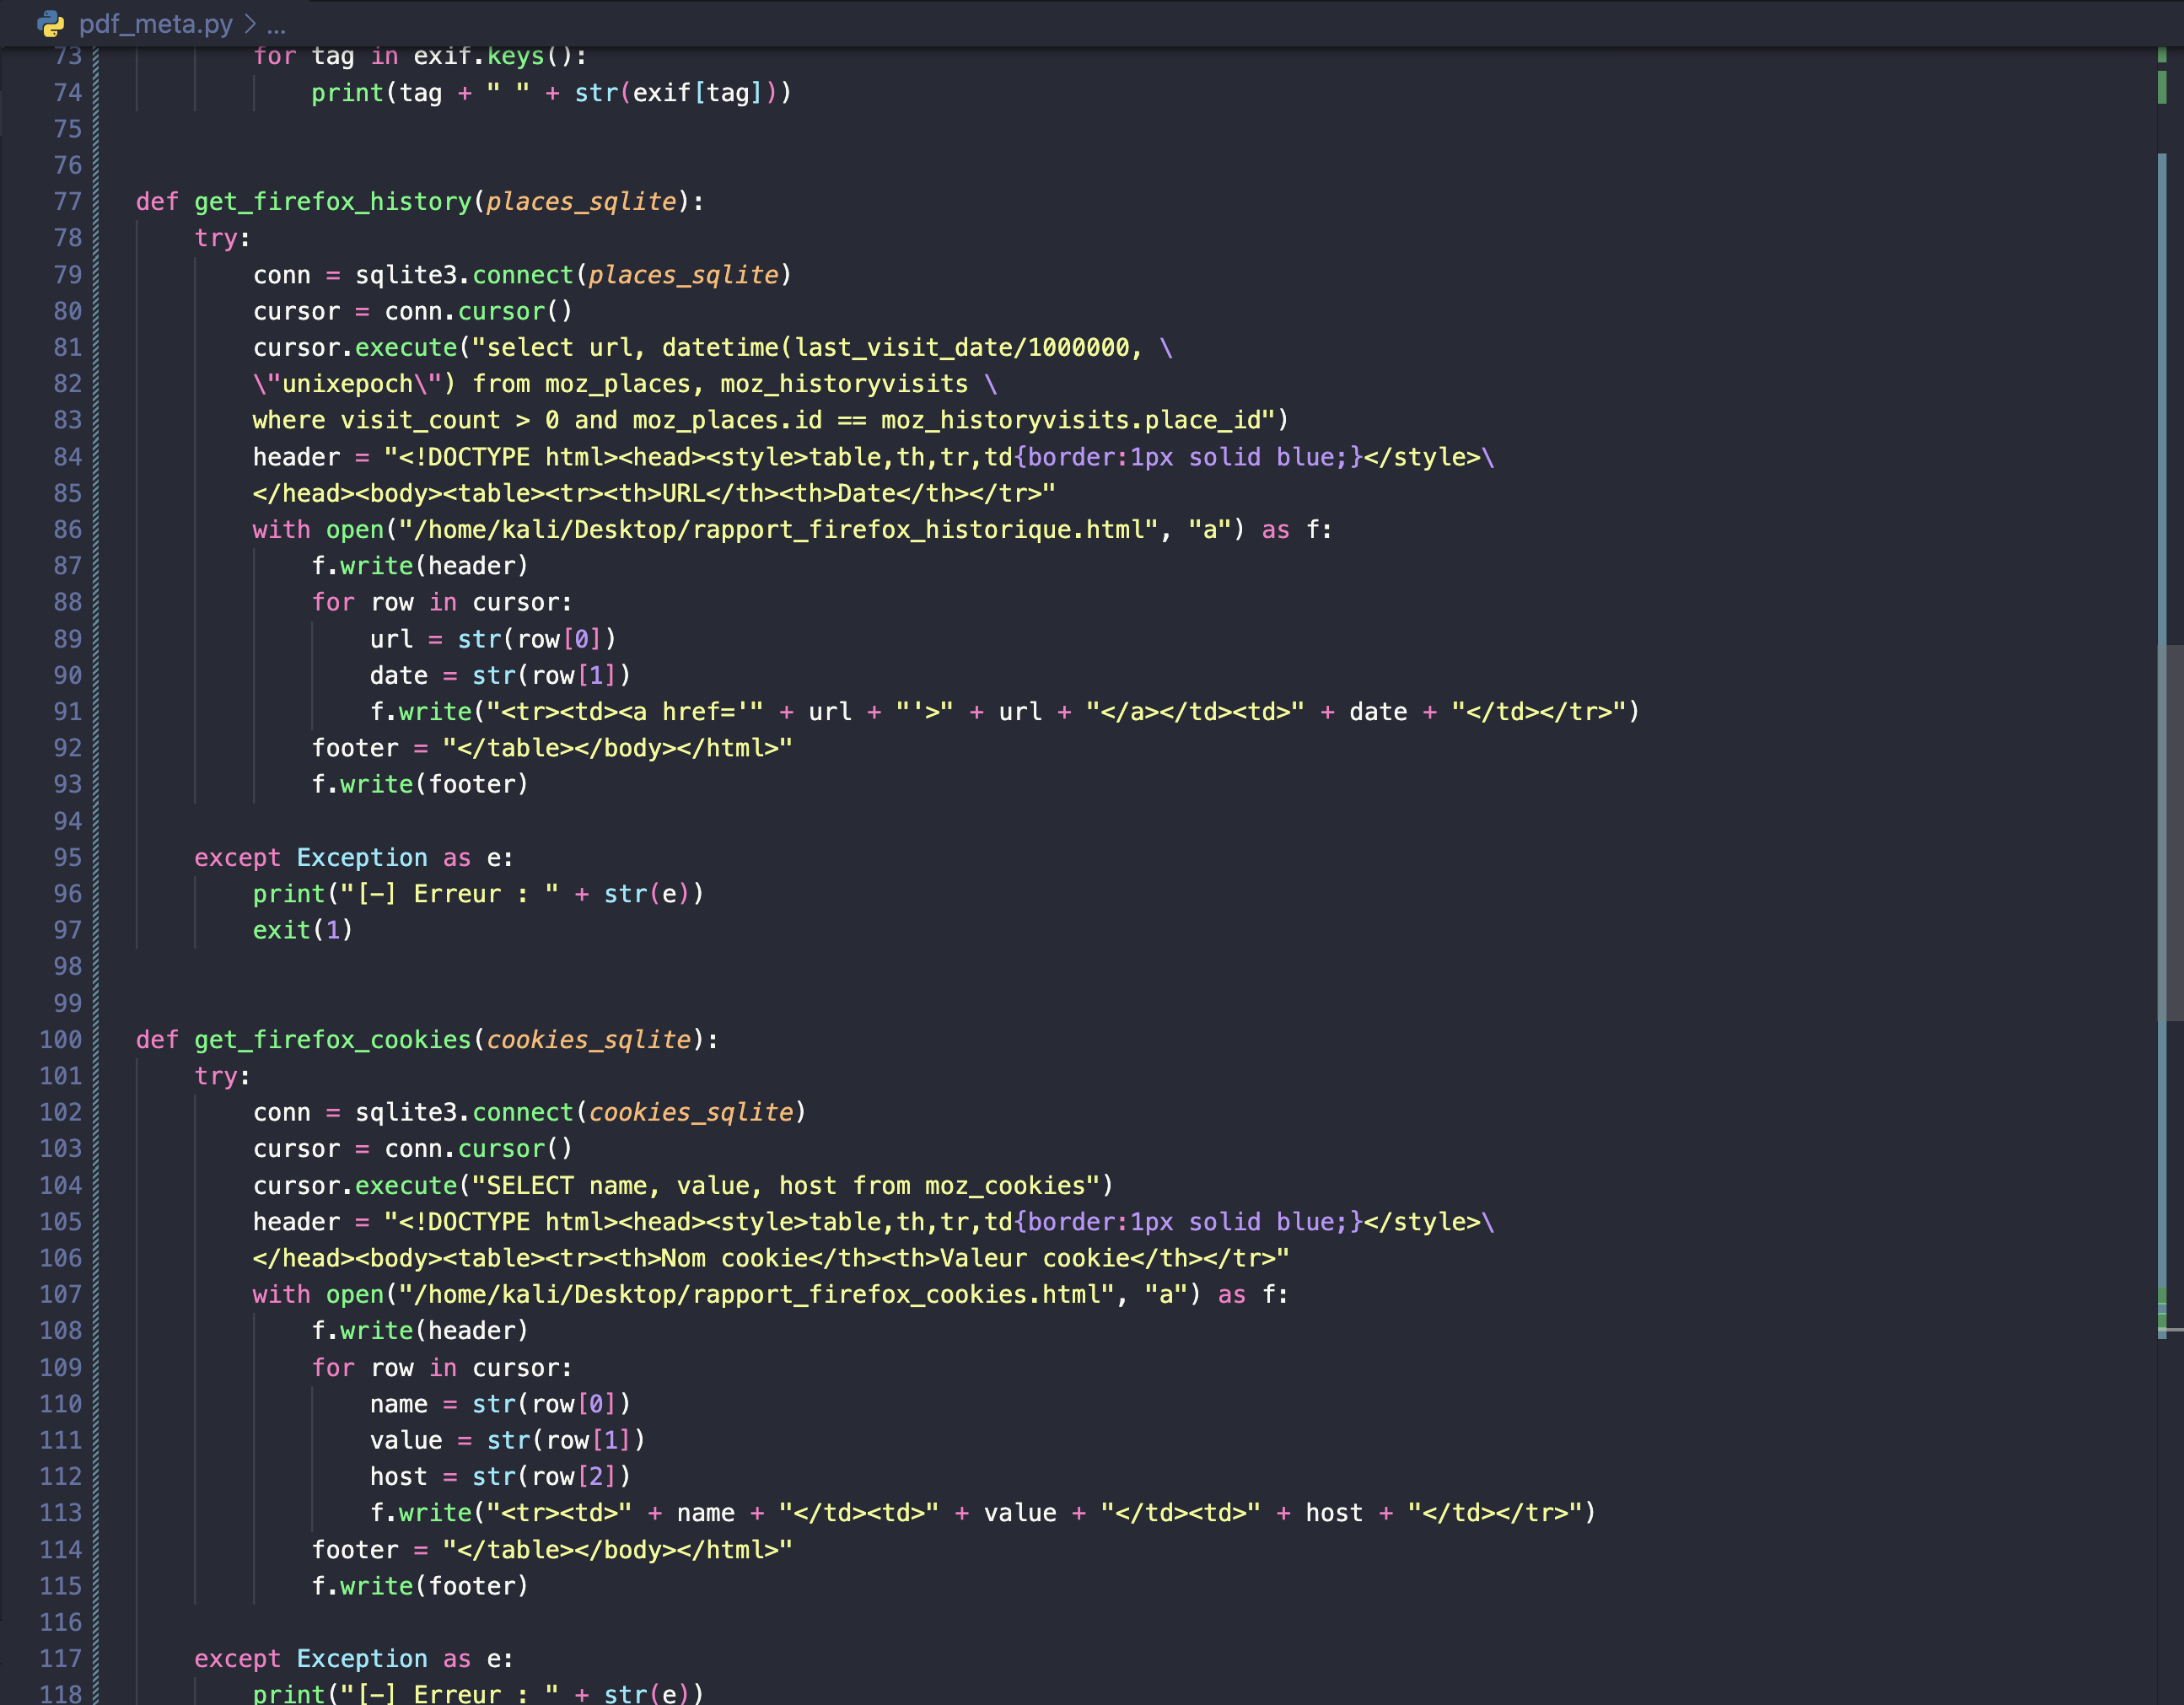 pdf_meta.py > ...
73 for tag in exif.keys():
74 print(tag + " " + str(exif[tag]))
75
76
77 def get_firefox_history(places_sqlite):
78 try:
79 conn = sqlite3.connect(places_sqlite)
80 cursor = conn.cursor()
81 cursor.execute("select url, datetime(last_visit_date/1000000, \
82 \"unixepoch\") from moz_places, moz_historyvisits \
83 where visit_count > 0 and moz_places.id == moz_historyvisits.place_id")
84 header = "<!DOCTYPE html><head><style>table,th,tr,td{border:1px solid blue;}</style>\
85 </head><body><table><tr><th>URL</th><th>Date</th></tr>"
86 with open("/home/kali/Desktop/rapport_firefox_historique.html", "a") as f:
87 f.write(header)
88 for row in cursor:
89 url = str(row[0])
90 date = str(row[1])
91 f.write("<tr><td><a href='" + url + "'>" + url + "</a></td><td>" + date + "</td></tr>")
92 footer = "</table></body></html>"
93 f.write(footer)
94
95 except Exception as e:
96 print("[-] Erreur : " + str(e))
97 exit(1)
98
99
100 def get_firefox_cookies(cookies_sqlite):
101 try:
102 conn = sqlite3.connect(cookies_sqlite)
103 cursor = conn.cursor()
104 cursor.execute("SELECT name, value, host from moz_cookies")
105 header = "<!DOCTYPE html><head><style>table,th,tr,td{border:1px solid blue;}</style>\
106 </head><body><table><tr><th>Nom cookie</th><th>Valeur cookie</th></tr>"
107 with open("/home/kali/Desktop/rapport_firefox_cookies.html", "a") as f:
108 f.write(header)
109 for row in cursor:
110 name = str(row[0])
111 value = str(row[1])
112 host = str(row[2])
113 f.write("<tr><td>" + name + "</td><td>" + value + "</td><td>" + host + "</td></tr>")
114 footer = "</table></body></html>"
115 f.write(footer)
116
117 except Exception as e:
118 print("[-] Erreur : " + str(e))